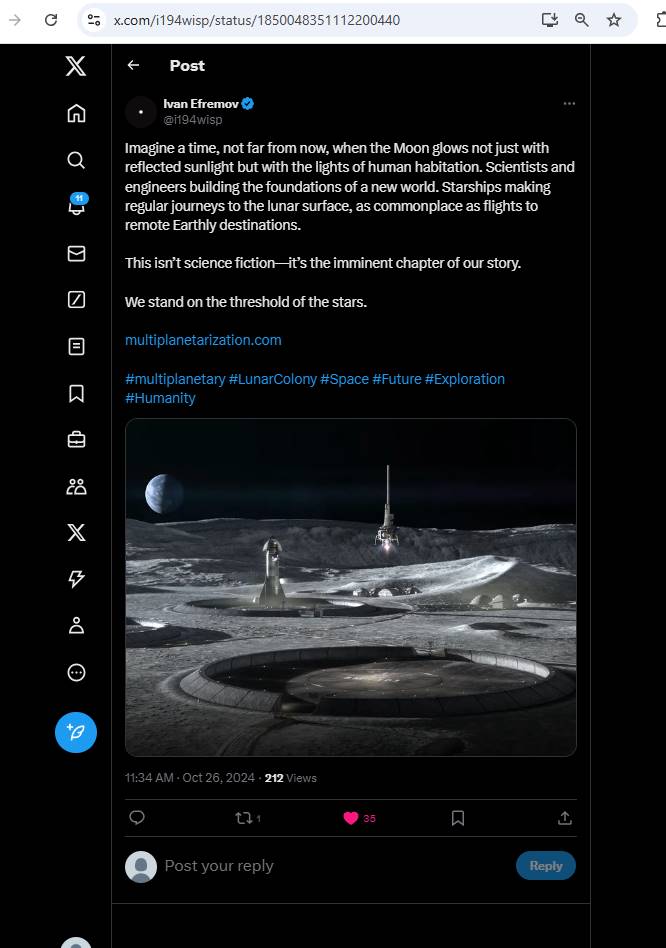 x.com/i194wisp/status/1850048351112200440
Post
Ivan Efremov
@i194wisp
Imagine a time, not far from now, when the Moon glows not just with
reflected sunlight but with the lights of human habitation. Scientists and
engineers building the foundations of a new world. Starships making
regular journeys to the lunar surface, as commonplace as flights to
remote Earthly destinations.
This isn’t science fiction—it’s the imminent chapter of our story.
We stand on the threshold of the stars.
multiplanetarization.com
#multiplanetary #LunarColony #Space #Future #Exploration
#Humanity
11
11:34 AM · Oct 26, 2024 · 212 Views
1 35
Post your reply Reply